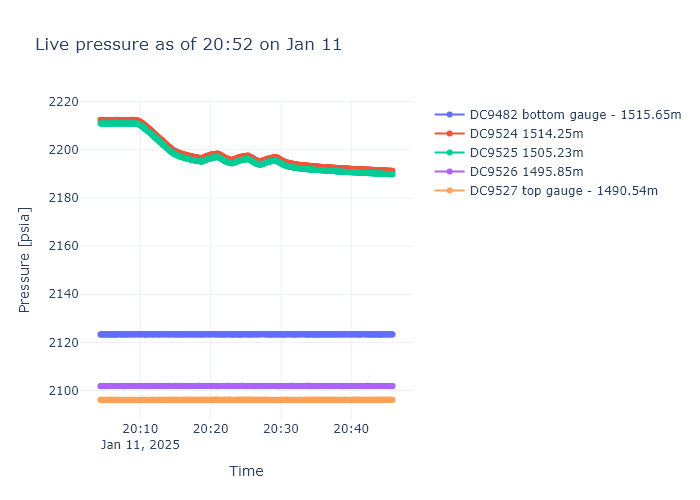 Live pressure as of 20:52 on Jan 11
2220
2200
2180
2160
2140
2120
2100
Pressure [psia]
20:10
20:20
20:30
20:40
Jan 11, 2025
Time
DC9482 bottom gauge - 1515.65m
DC9524 1514.25m
DC9525 1505.23m
DC9526 1495.85m
DC9527 top gauge - 1490.54m